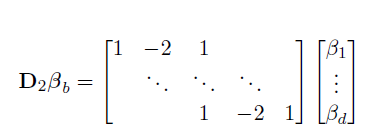 D₂β_b = [1 −2 1; ⋱ ⋱ ⋱; 1 −2 1] [β₁; ⋮; β_d]